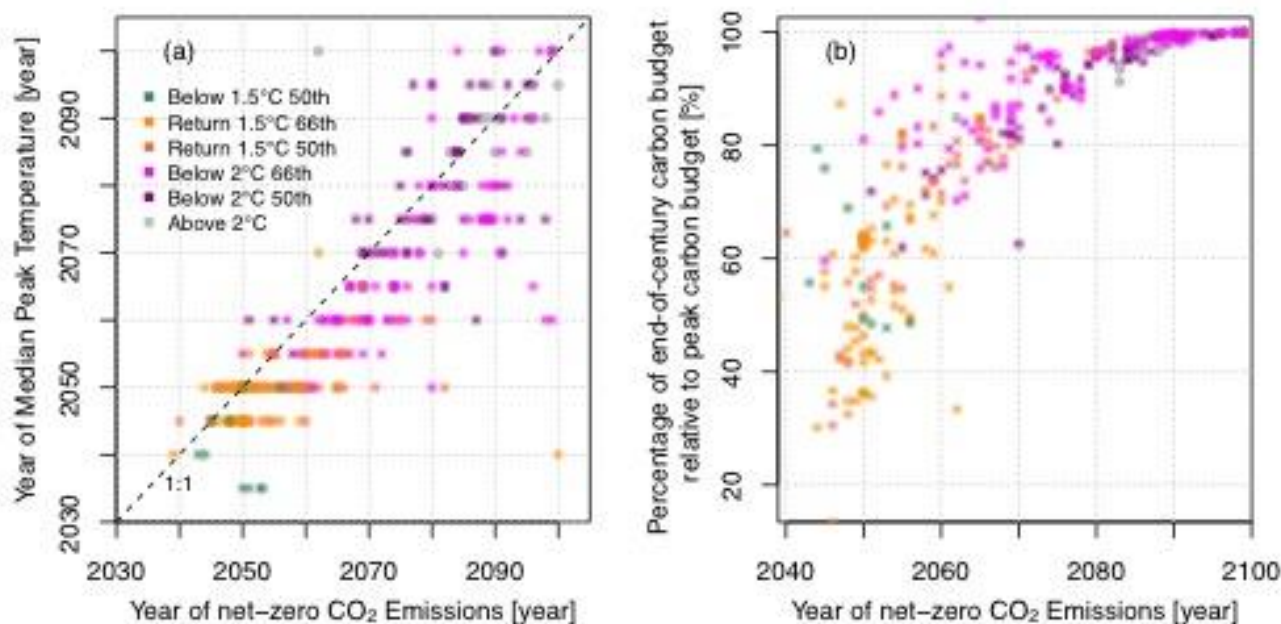 (a)
Year of Median Peak Temperature [year]
2090
2070
2050
2030
Below 1.5°C 50th
Return 1.5°C 66th
Return 1.5°C 50th
Below 2°C 66th
Below 2°C 50th
Above 2°C
1:1
2030 2050 2070 2090
Year of net−zero CO₂ Emissions [year]
(b)
Percentage of end−of−century carbon budget
relative to peak carbon budget [%]
100
80
60
40
20
2040 2060 2080 2100
Year of net−zero CO₂ Emissions [year]